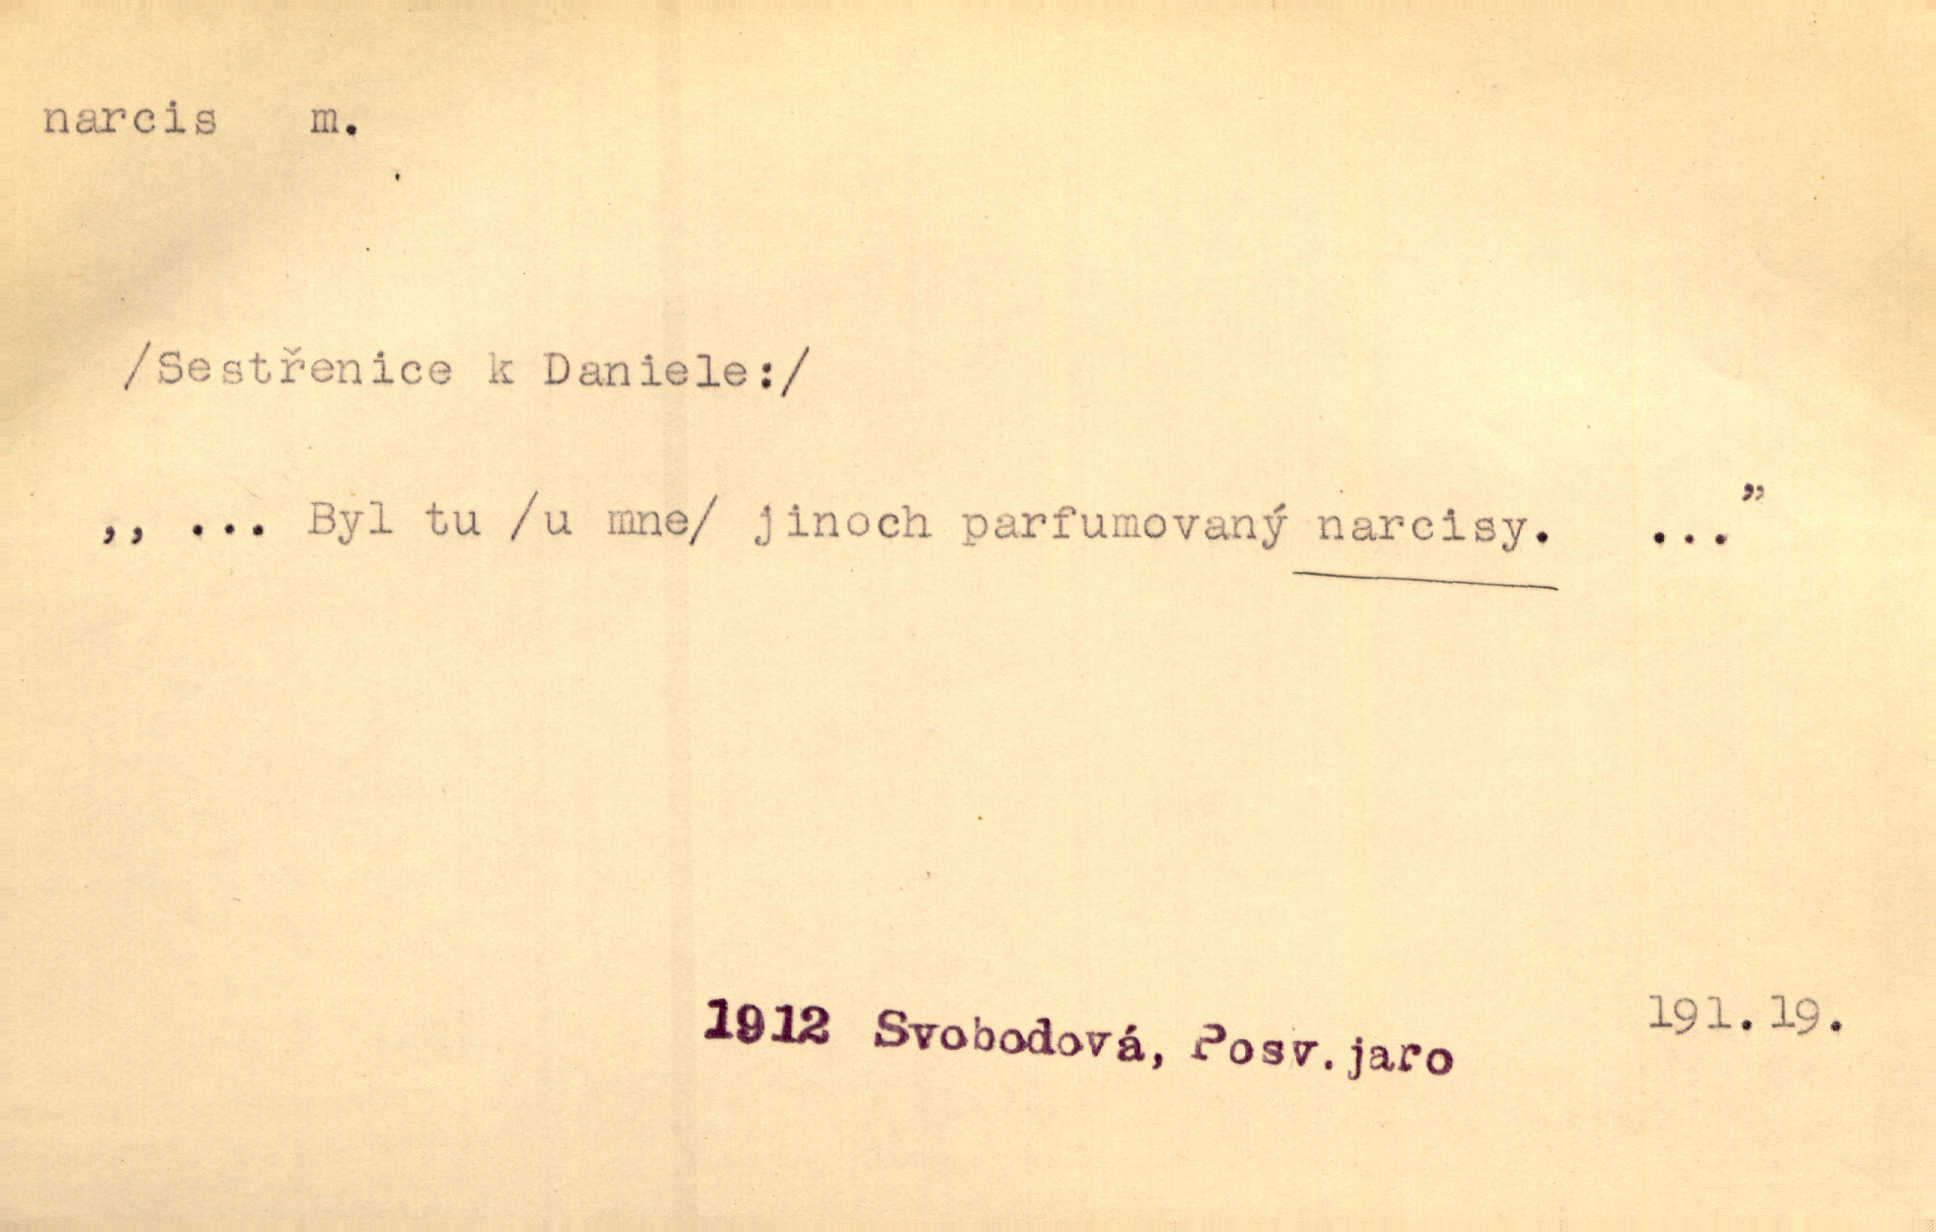 narcis m.
/Sestřenice k Daniele:/
,, ... Byl tu /u mne/ jinoch parfumovaný narcisy. ..."
1912 Svobodová, Posv.jaro 191.19.